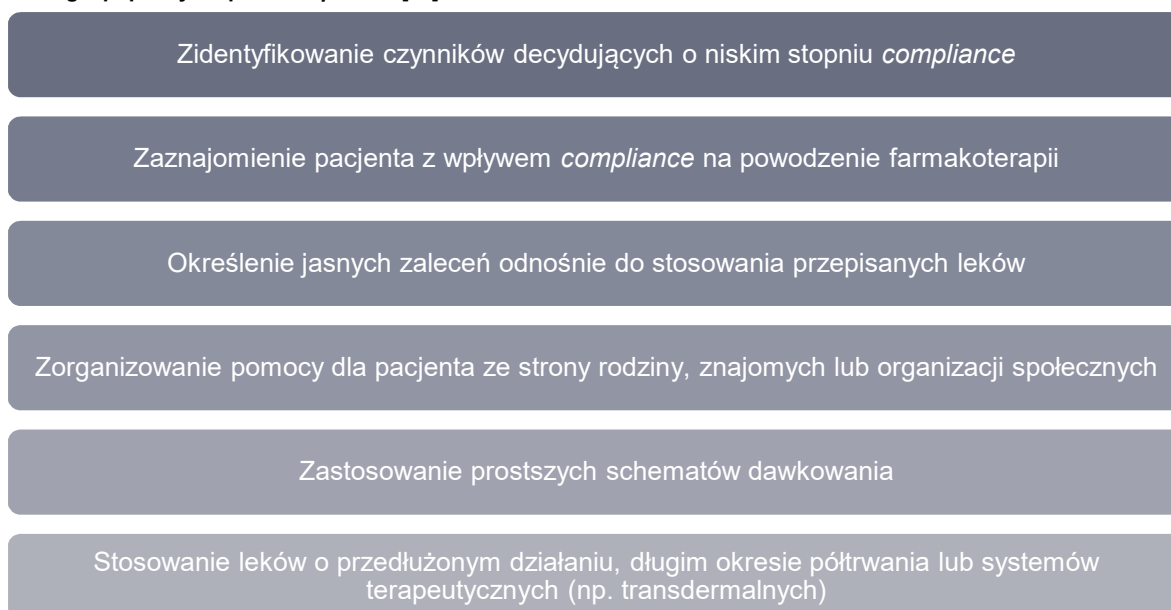 Zidentyfikowanie czynników decydujących o niskim stopniu compliance
Zaznajomienie pacjenta z wpływem compliance na powodzenie farmakoterapii
Określenie jasnych zaleceń odnośnie do stosowania przepisanych leków
Zorganizowanie pomocy dla pacjenta ze strony rodziny, znajomych lub organizacji społecznych
Zastosowanie prostszych schematów dawkowania
Stosowanie leków o przedłużonym działaniu, długim okresie półtrwania lub systemów
terapeutycznych (np. transdermalnych)